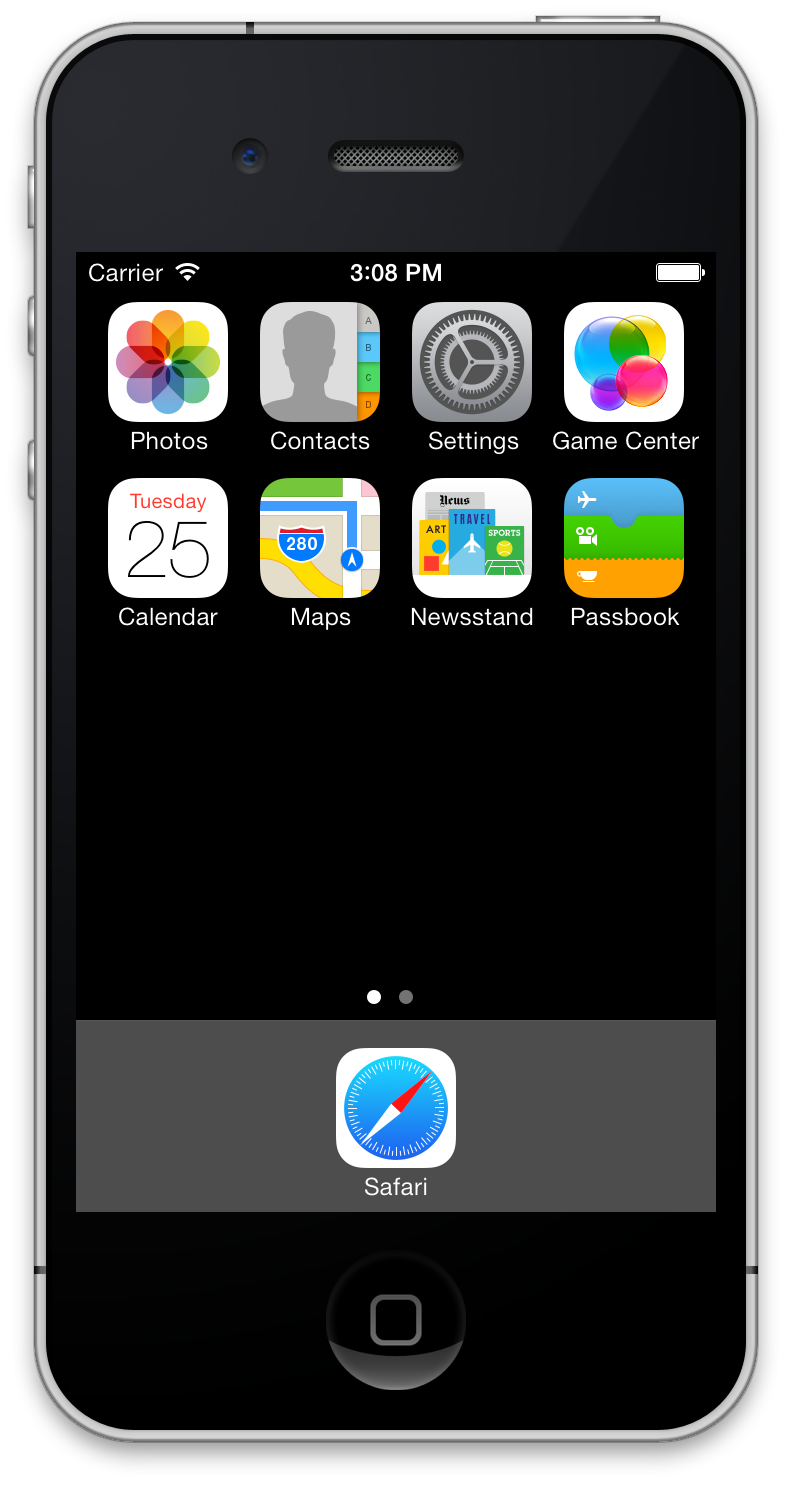 Carrier 3:08 PM
A
B
C
D
Photos Contacts Settings Game Center
Tuesday
25
280
News
ART TRAVEL SPORTS
Calendar Maps Newsstand Passbook
Safari